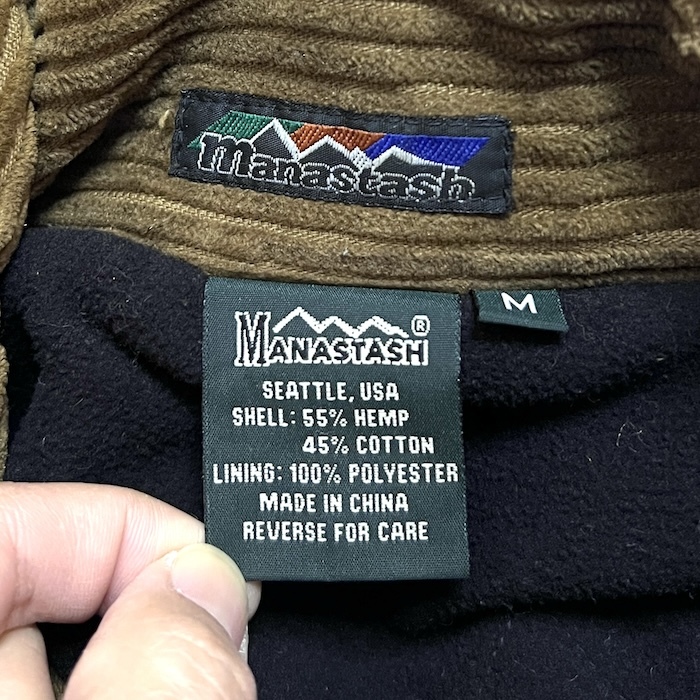 manastash
M
MANASTASH®
SEATTLE, USA
SHELL: 55% HEMP
45% COTTON
LINING: 100% POLYESTER
MADE IN CHINA
REVERSE FOR CARE